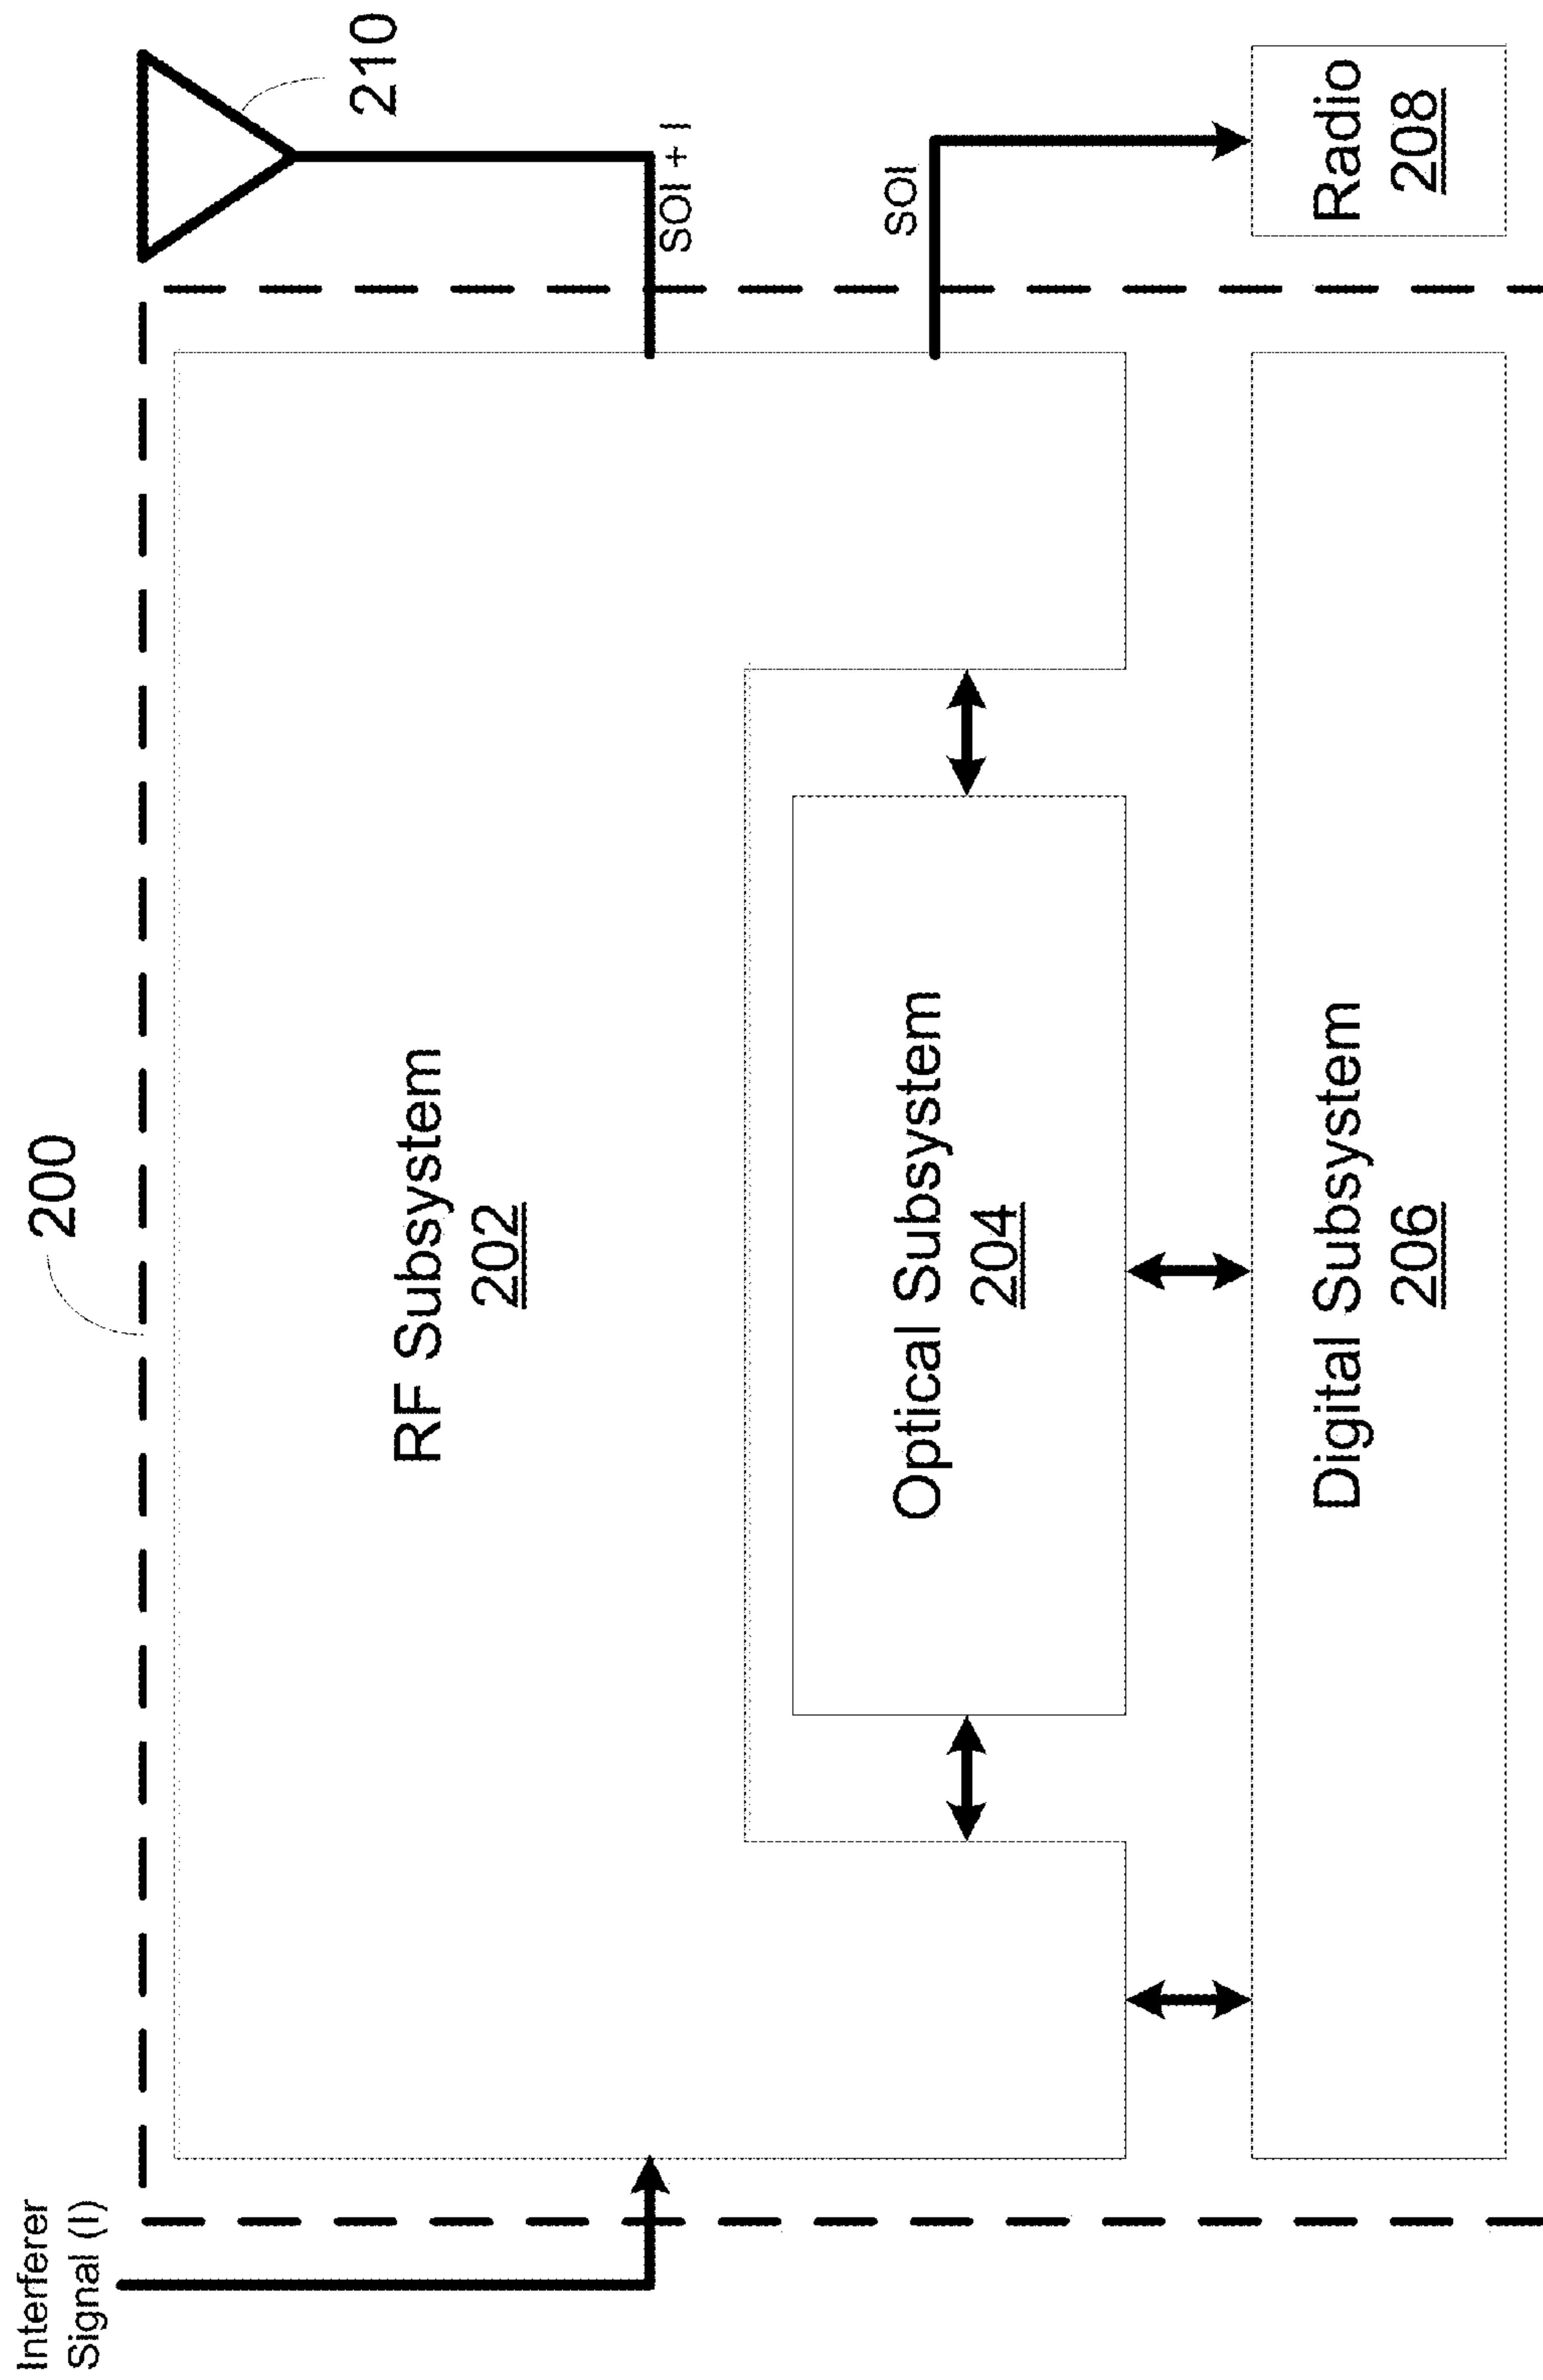 Interferer
Signal (I)
200
210
RF Subsystem
202
SOI + I
SOI
Optical Subsystem
204
Digital Subsystem
206
Radio
208